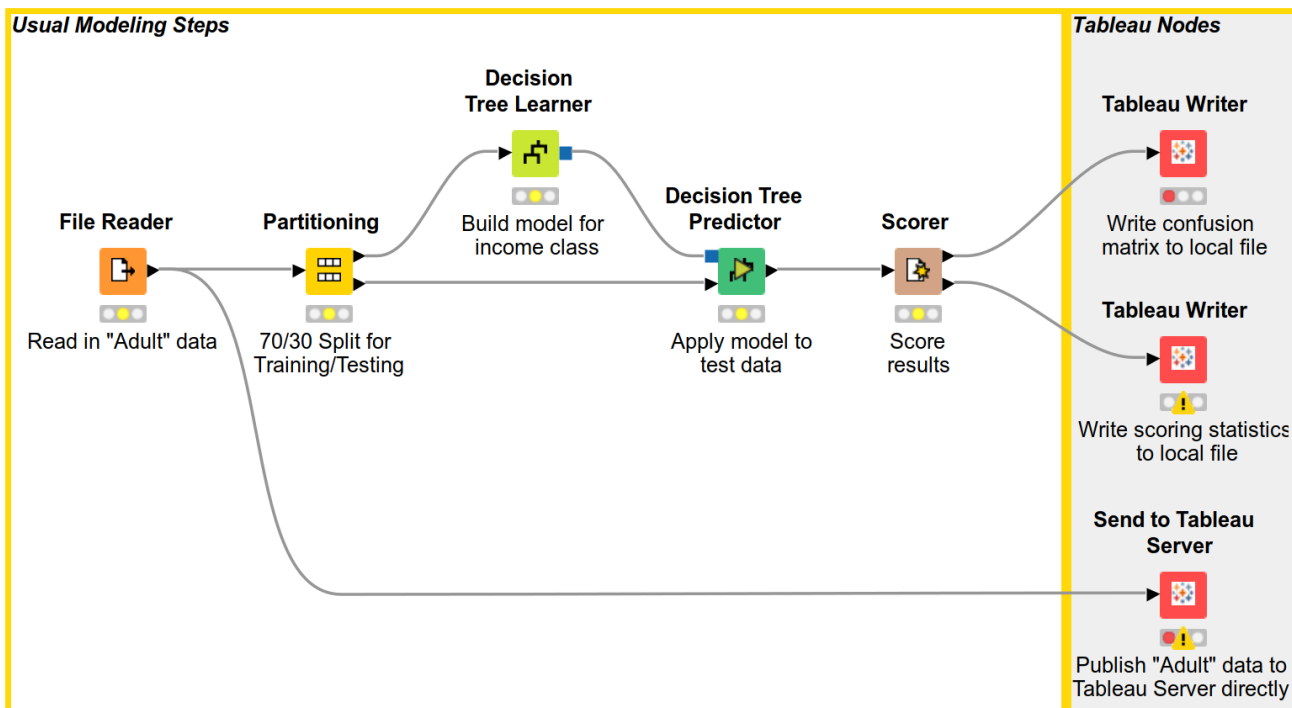 Usual Modeling Steps
Tableau Nodes
Decision
Tree Learner
Build model for
income class
File Reader
Read in "Adult" data
Partitioning
70/30 Split for
Training/Testing
Decision Tree
Predictor
Apply model to
test data
Scorer
Score
results
Tableau Writer
Write confusion
matrix to local file
Tableau Writer
Write scoring statistics
to local file
Send to Tableau
Server
Publish "Adult" data to
Tableau Server directly